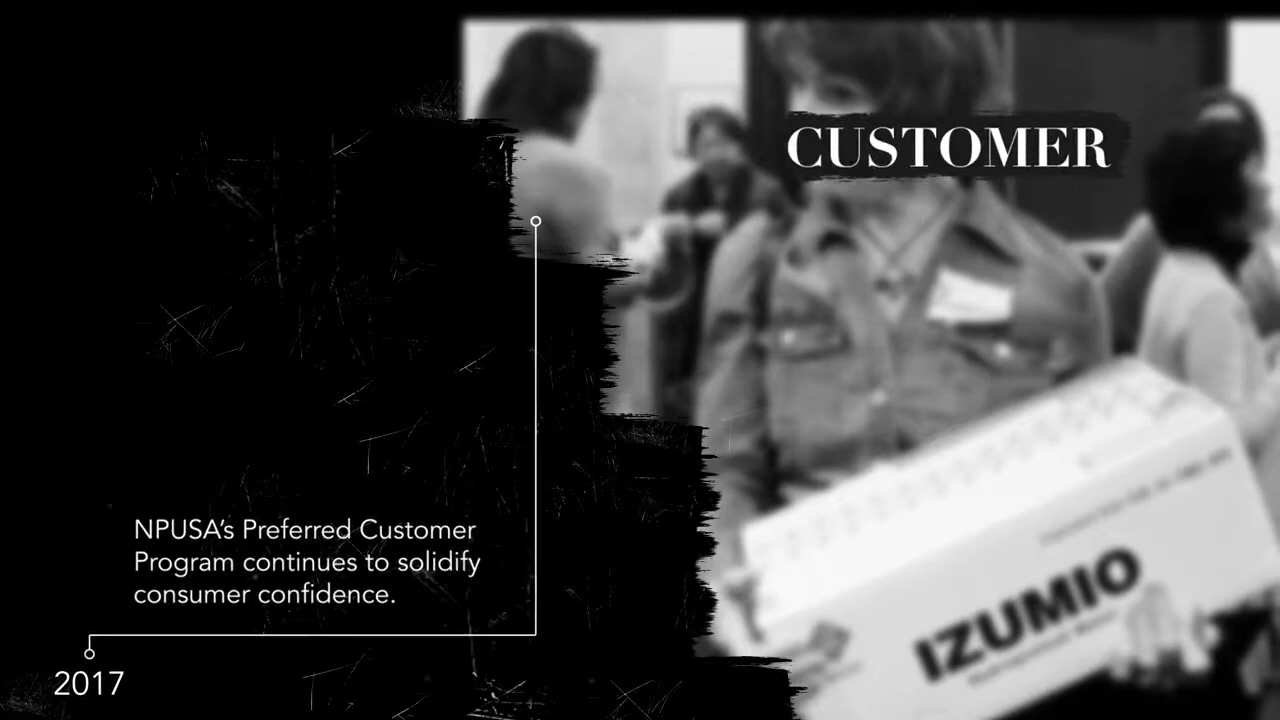 CUSTOMER
NPUSA's Preferred Customer
Program continues to solidify
consumer confidence.
2017
IZUMIO